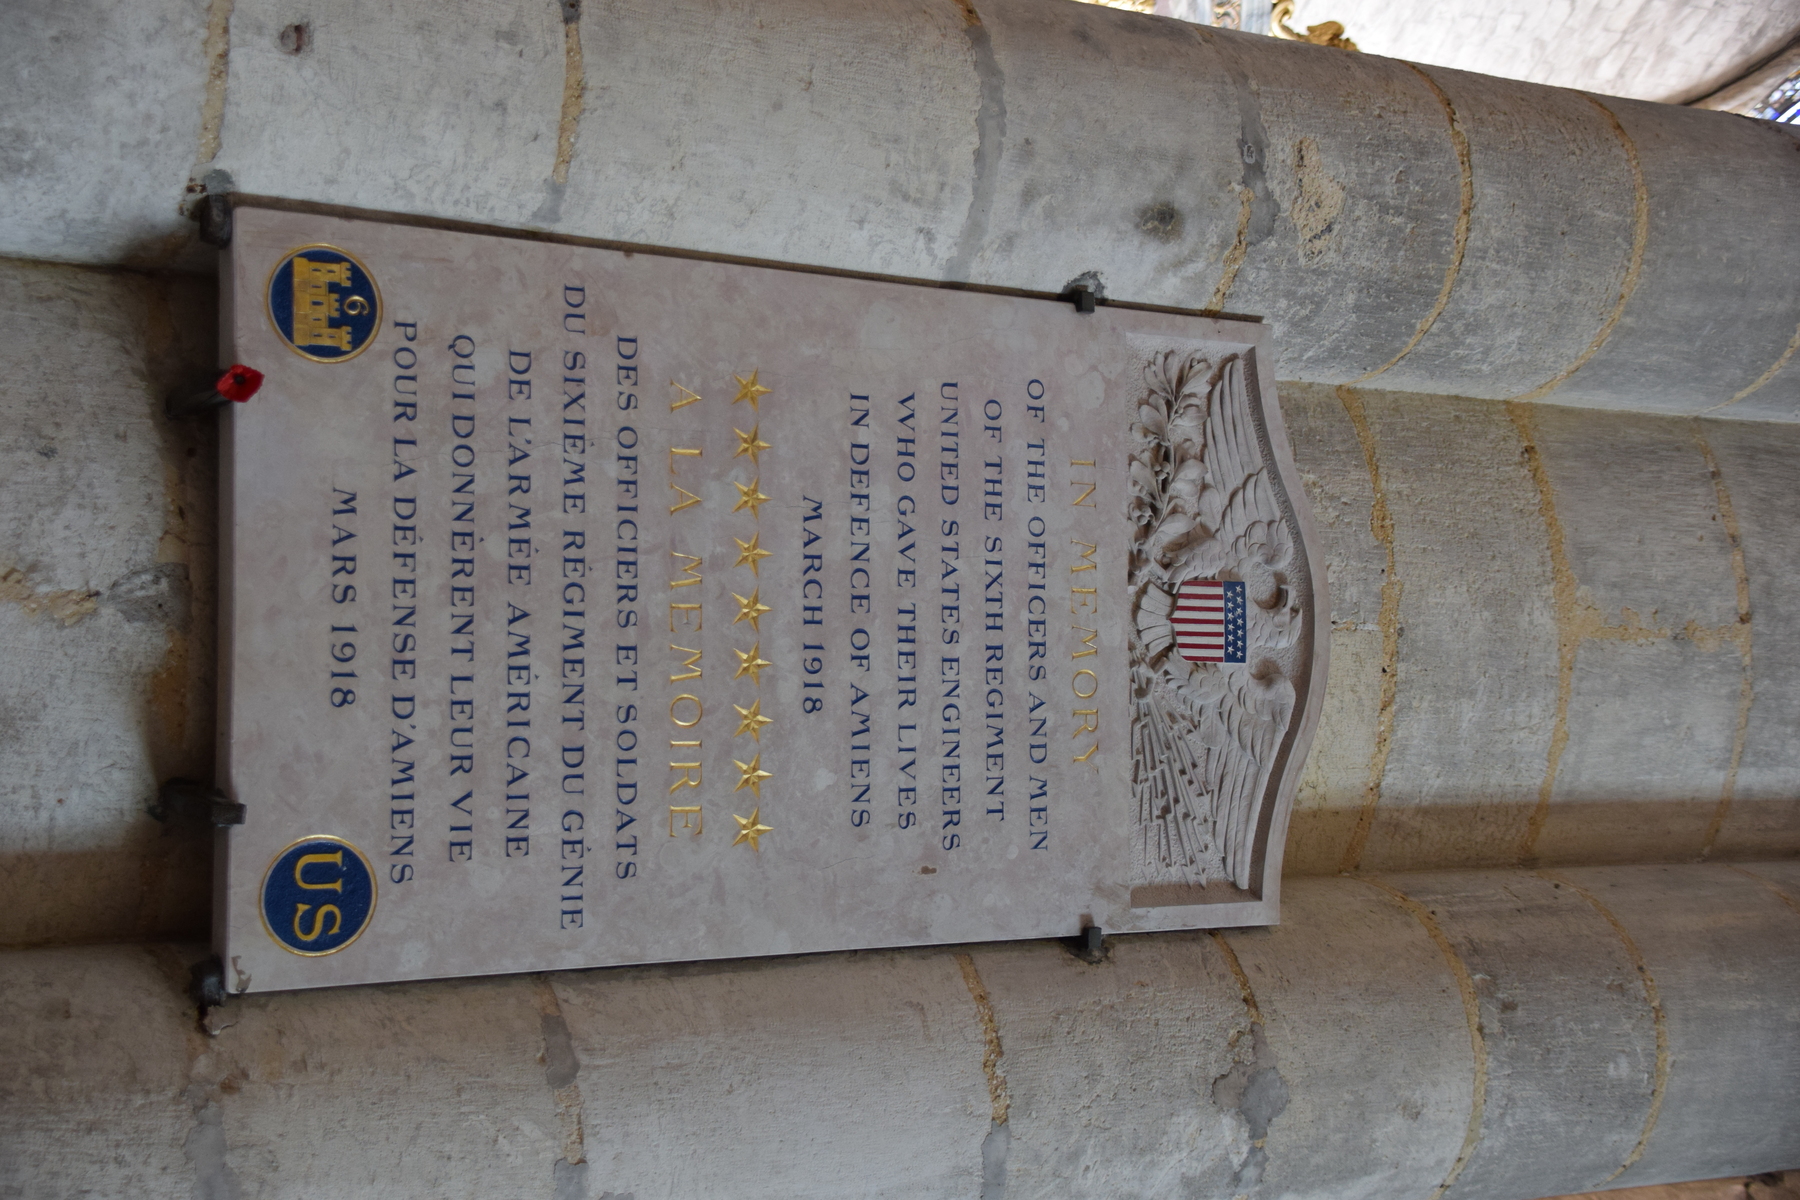 IN MEMORY
OF THE OFFICERS AND MEN
OF THE SIXTH REGIMENT
UNITED STATES ENGINEERS
WHO GAVE THEIR LIVES
IN DEFENCE OF AMIENS
MARCH 1918
A LA MEMOIRE
DES OFFICIERS ET SOLDATS
DU SIXIÉME RÉGIMENT DU GÉNIE
DE L'ARMÉE AMÉRICAINE
QUI DONNÈRENT LEUR VIE
POUR LA DÉFENSE D'AMIENS
MARS 1918
6
US